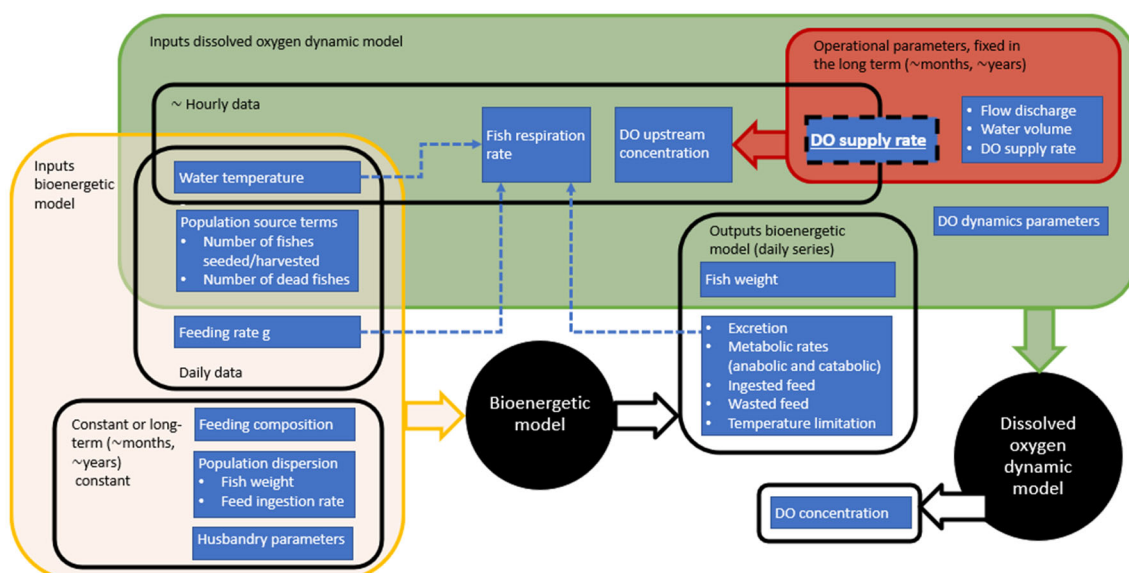 Inputs dissolved oxygen dynamic model
Operational parameters, fixed in
the long term (~months, ~years)
~ Hourly data
Fish respiration
rate
DO upstream
concentration
DO supply rate
• Flow discharge
• Water volume
• DO supply rate
Inputs
bioenergetic
model
Water temperature
Population source terms
• Number of fishes
seeded/harvested
• Number of dead fishes
Feeding rate g
Daily data
DO dynamics parameters
Outputs bioenergetic
model (daily series)
Fish weight
• Excretion
• Metabolic rates
(anabolic and catabolic)
• Ingested feed
• Wasted feed
• Temperature limitation
Constant or long-
term (~months,
~years)
constant
Feeding composition
Population dispersion
• Fish weight
• Feed ingestion rate
Husbandry parameters
Bioenergetic
model
Dissolved
oxygen
dynamic
model
DO concentration